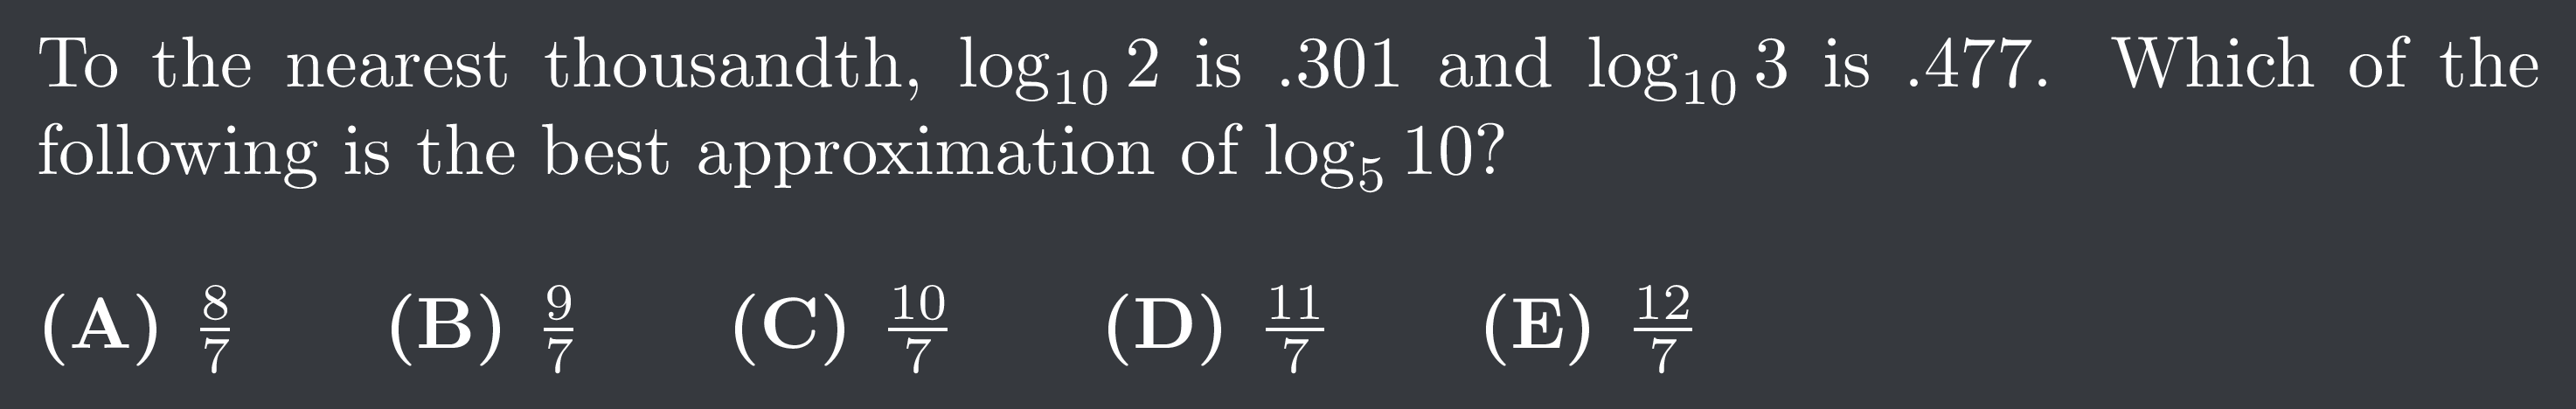 To the nearest thousandth, log₁₀ 2 is .301 and log₁₀ 3 is .477. Which of the
following is the best approximation of log₅ 10?
(A) 8/7 (B) 9/7 (C) 10/7 (D) 11/7 (E) 12/7